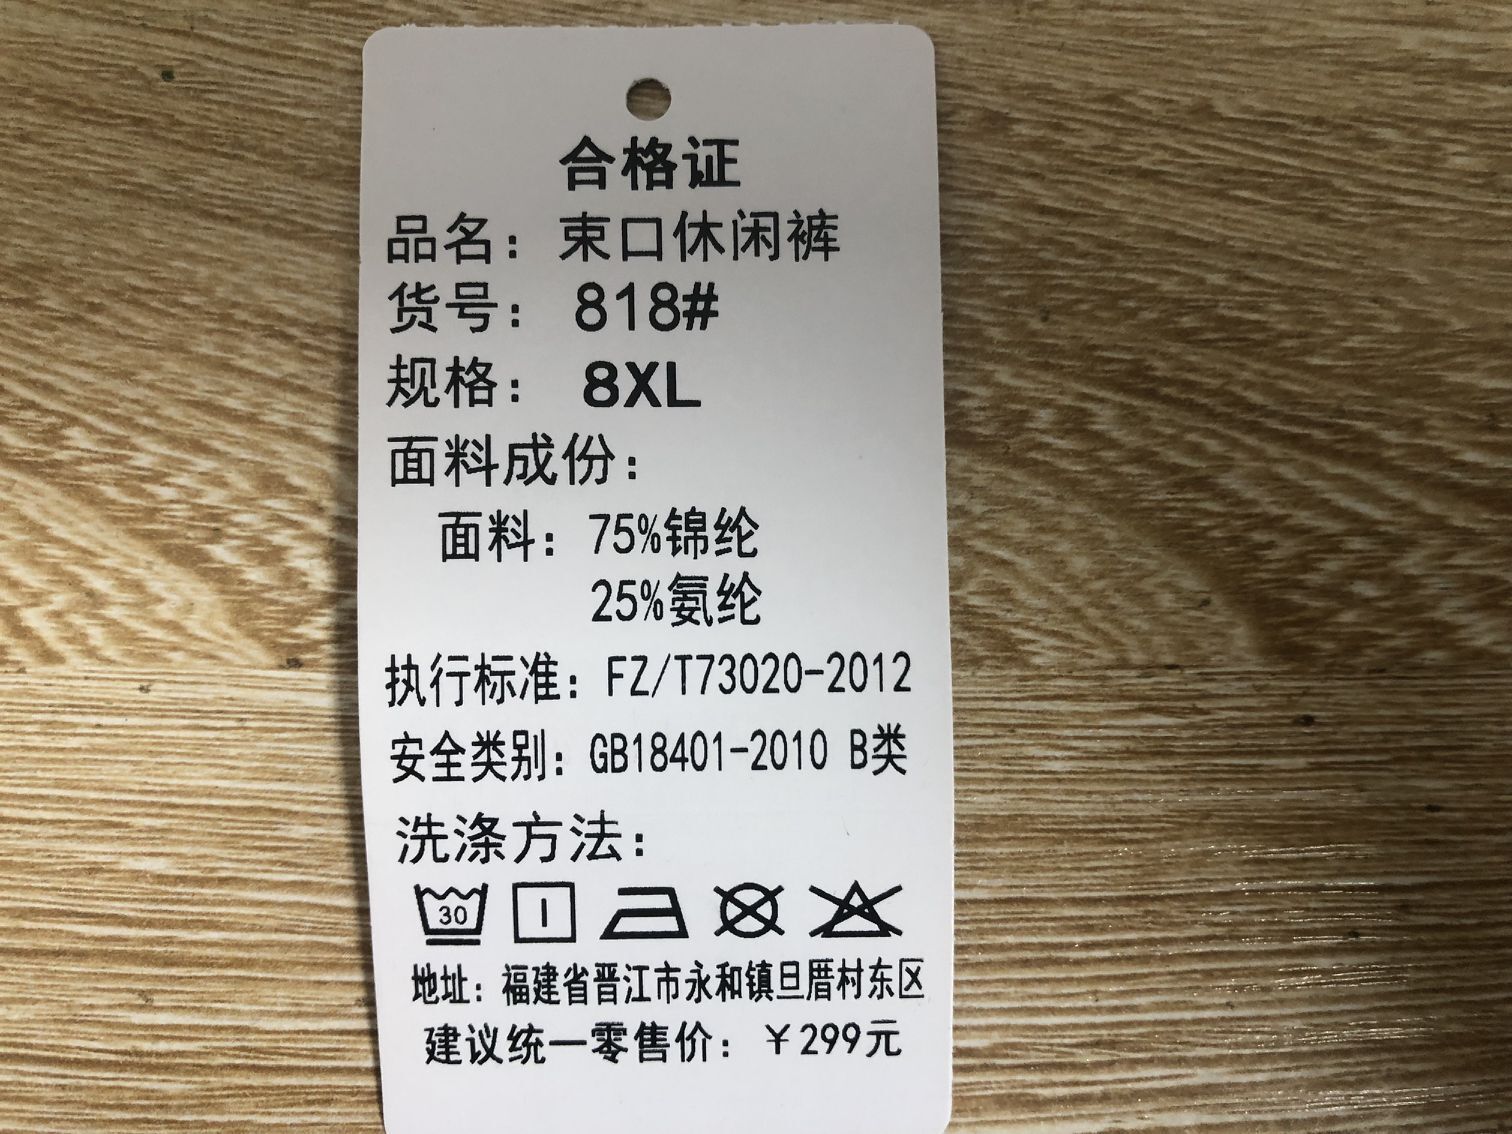 合格证
品名：束口休闲裤
货号：818#
规格：8XL
面料成份：
面料：75%锦纶
25%氨纶
执行标准：FZ/T73020-2012
安全类别：GB18401-2010 B类
洗涤方法：
30
地址：福建省晋江市永和镇旦厝村东区
建议统一零售价：￥299元